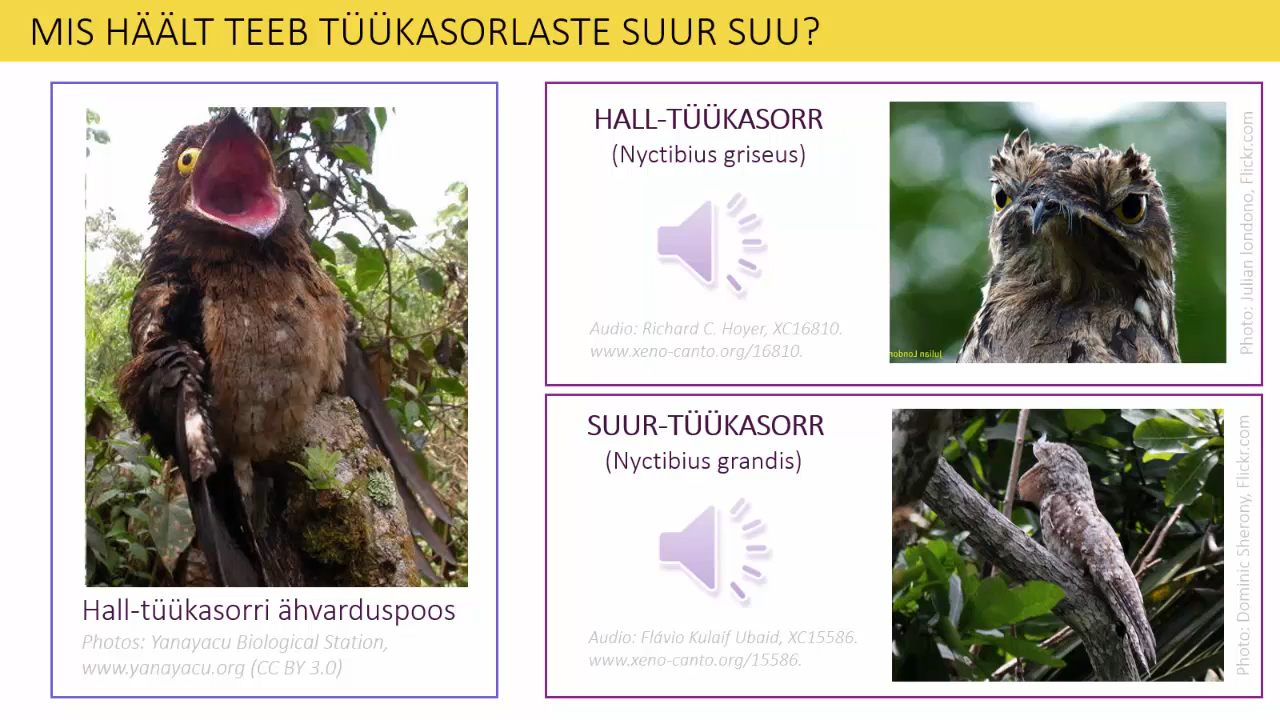 MIS HÄÄLT TEEB TÜÜKASORLASTE SUUR SUU?
Hall-tüükasorri ähvarduspoos
Photos: Yanayacu Biological Station,
www.yanayacu.org (CC BY 3.0)
HALL-TÜÜKASORR
(Nyctibius griseus)
Audio: Richard C. Hoyer, XC16810.
www.xeno-canto.org/16810.
Photo: Julian londono, Flickr.com
SUUR-TÜÜKASORR
(Nyctibius grandis)
Audio: Flávio Kulaif Ubaid, XC15586.
www.xeno-canto.org/15586.
Photo: Dominic Sherony, Flickr.com